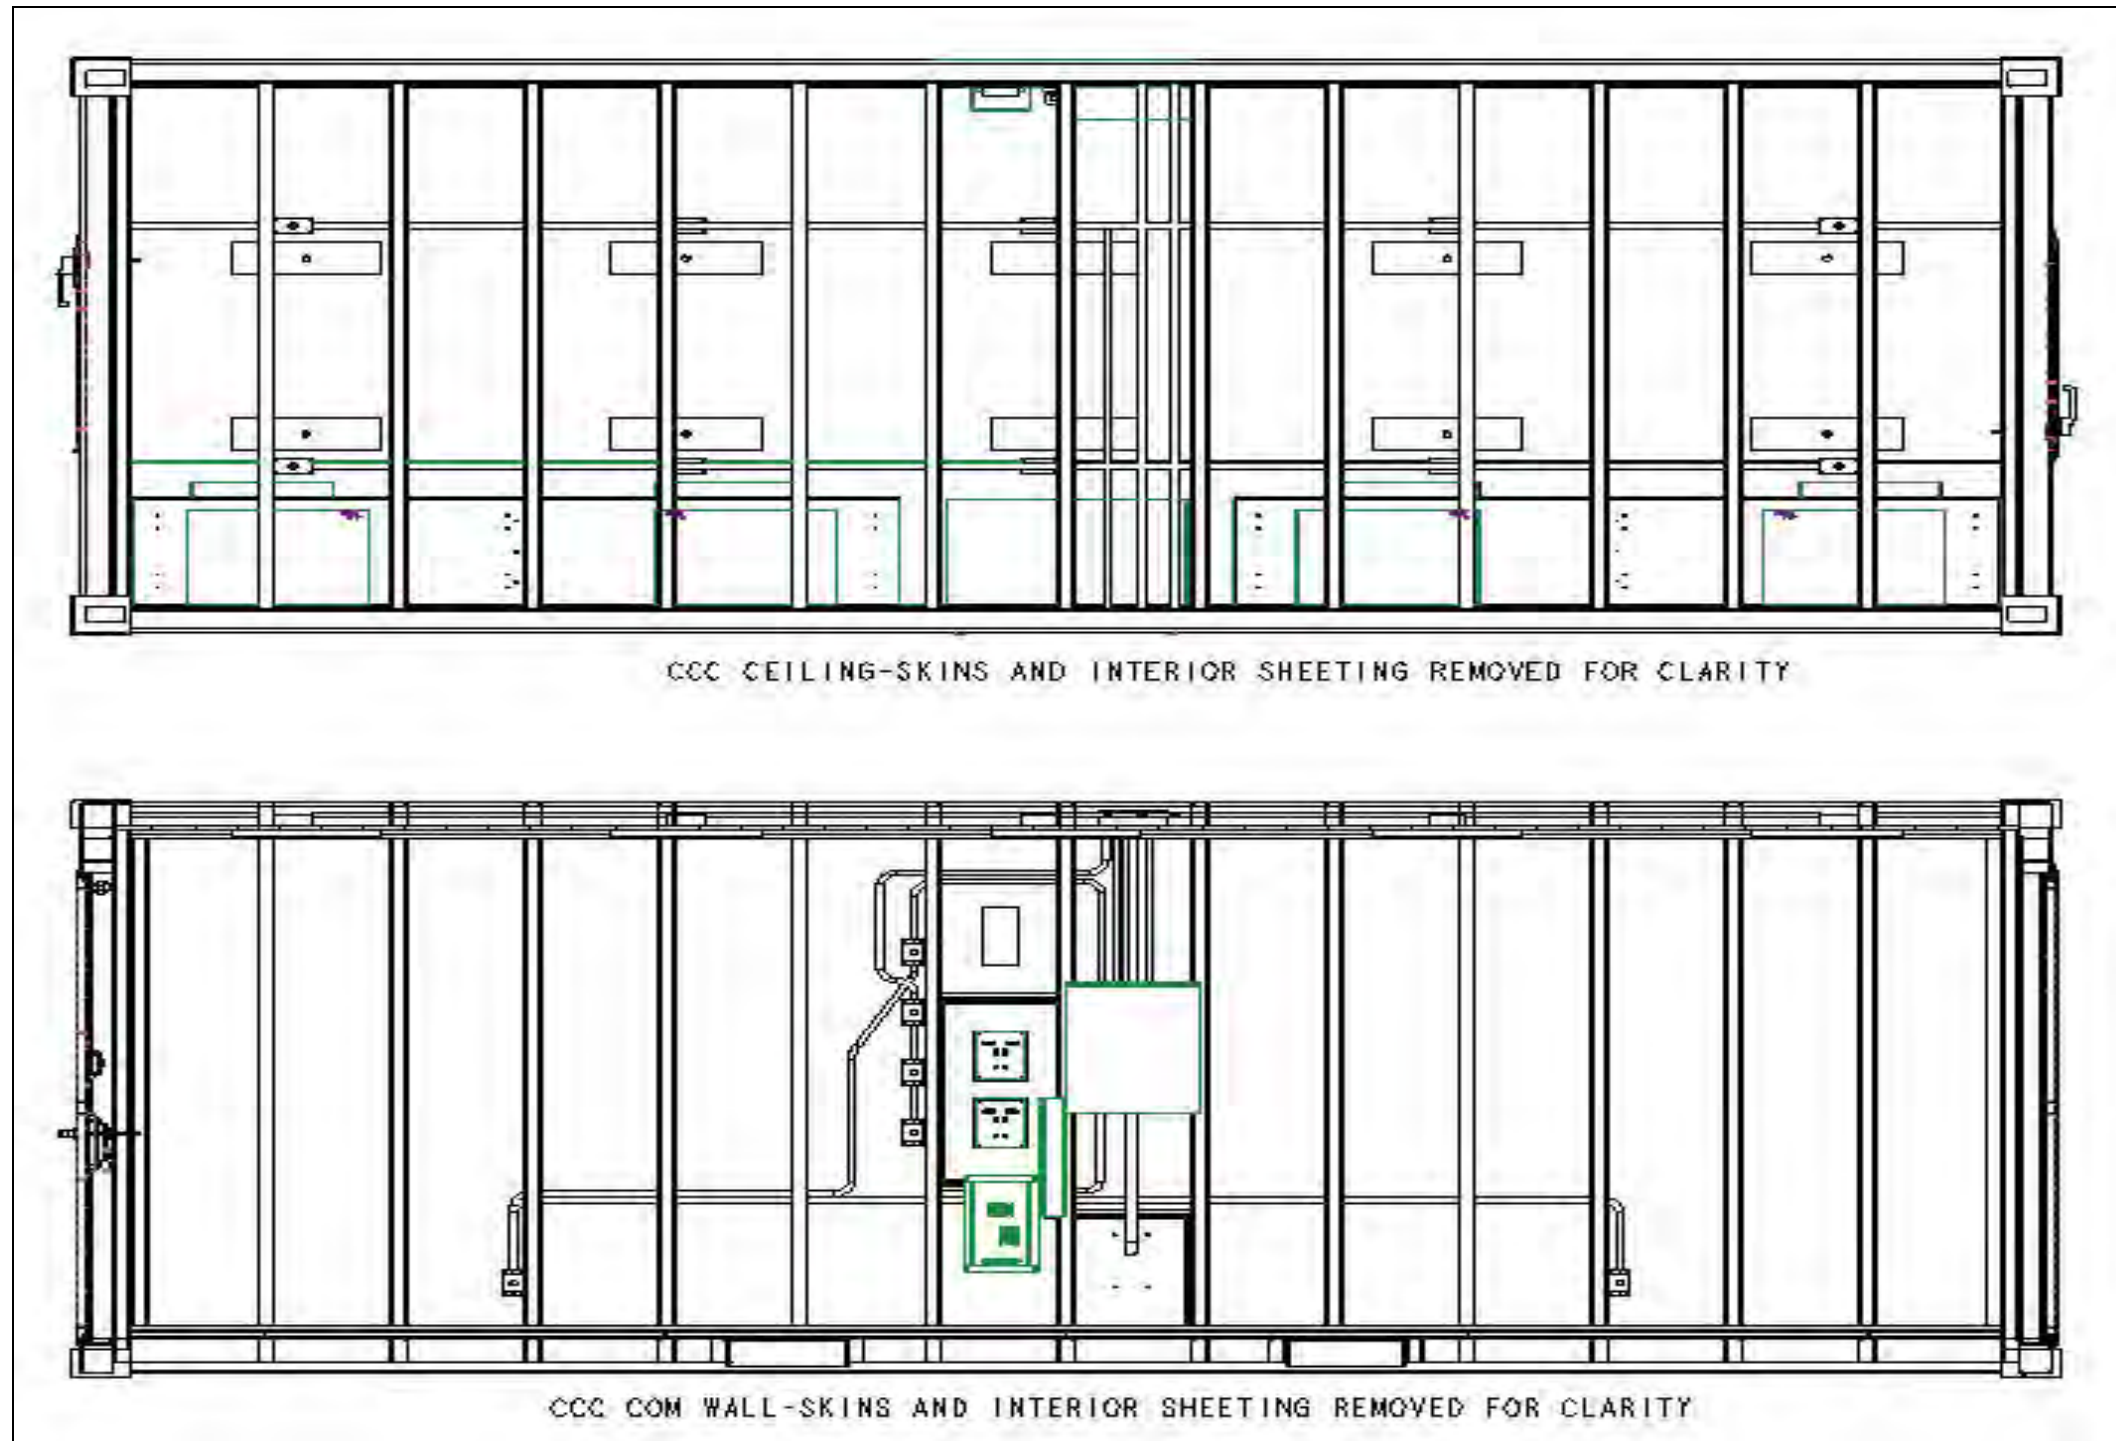 CCC CEILING-SKINS AND INTERIOR SHEETING REMOVED FOR CLARITY
CCC COM WALL-SKINS AND INTERIOR SHEETING REMOVED FOR CLARITY